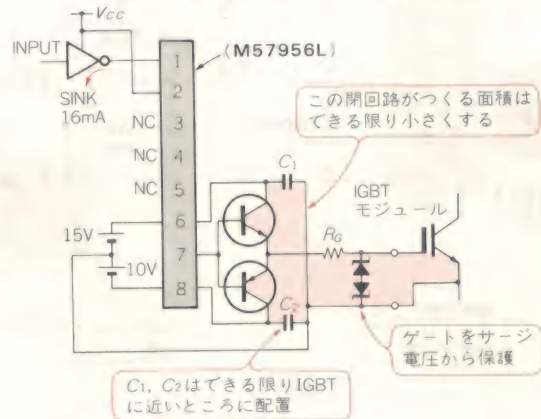 VCC
(M57956L)
INPUT
SINK
16mA
1
2
NC 3
NC 4
NC 5
6
7
8
15V
10V
この閉回路がつくる面積は
できる限り小さくする
C1
IGBT
モジュール
RG
C2
ゲートをサージ
電圧から保護
C1, C2はできる限りIGBT
に近いところに配置